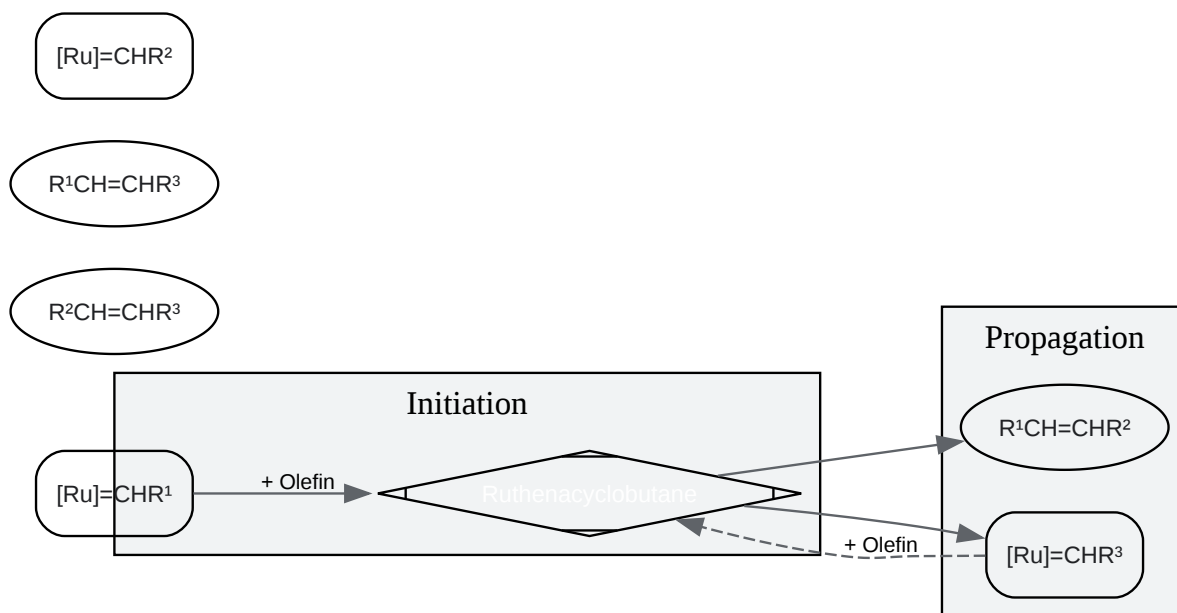 [Ru]=CHR²
R¹CH=CHR³
R²CH=CHR³
Propagation
Initiation
R¹CH=CHR²
[Ru]=CHR¹
+ Olefin
Ruthenacyclobutane
+ Olefin
[Ru]=CHR³